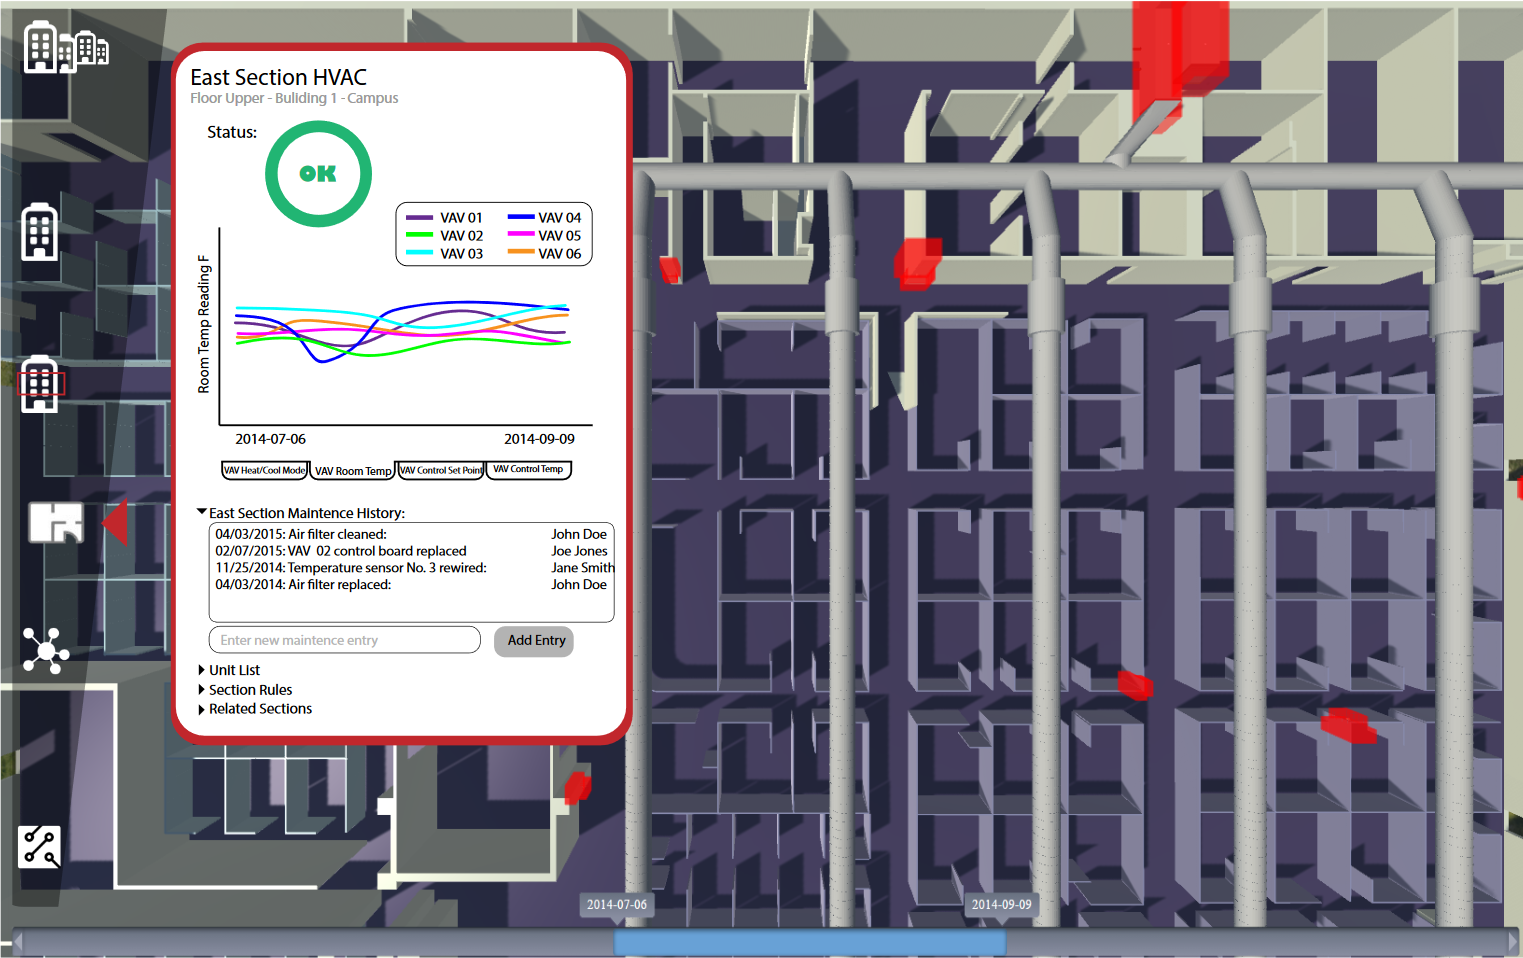 East Section HVAC
Floor Upper - Buliding 1 - Campus
Status:
OK
VAV 01
VAV 04
VAV 02
VAV 05
VAV 03
VAV 06
Room Temp Reading F
2014-07-06
2014-09-09
VAV Heat/Cool Mode
VAV Room Temp
VAV Control Set Point
VAV Control Temp
East Section Maintence HIstory:
04/03/2015: Air filter cleaned: John Doe
02/07/2015: VAV 02 control board replaced Joe Jones
11/25/2014: Temperature sensor No. 3 rewired: Jane Smith
04/03/2014: Air filter replaced: John Doe
Enter new maintence entry
Add Entry
Unit List
Section Rules
Related Sections
2014-07-06
2014-09-09